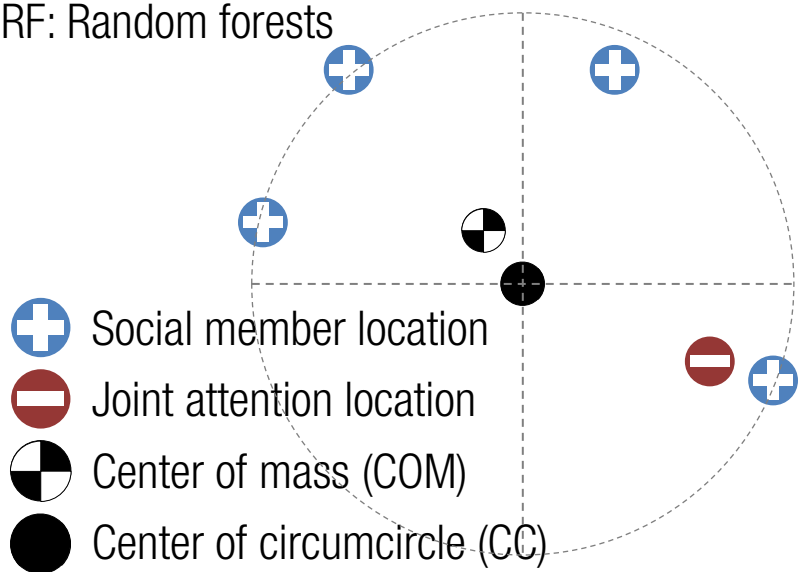 RF: Random forests
Social member location
Joint attention location
Center of mass (COM)
Center of circumcircle (CC)